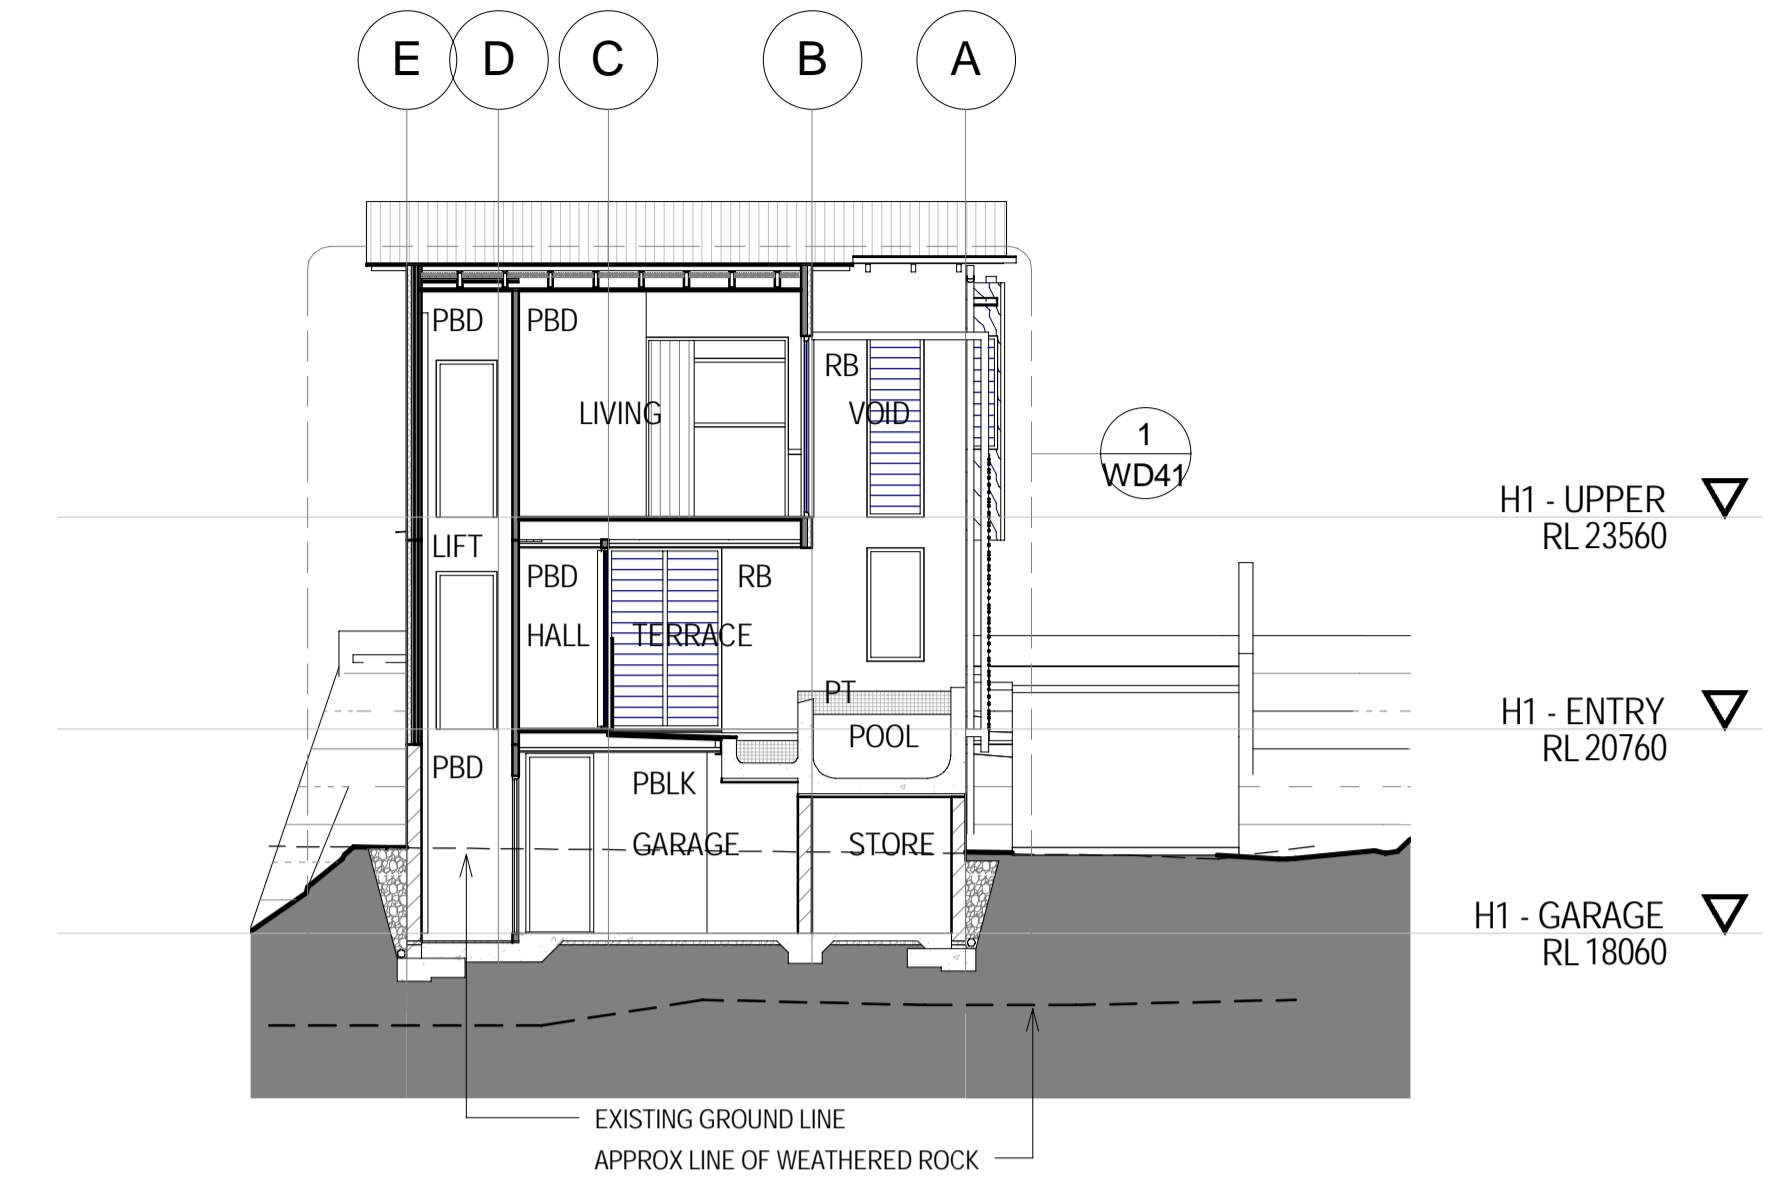 E D C B A
PBD PBD
RB
LIVING VOID
1
WD41
H1 - UPPER
RL 23560
LIFT
PBD RB
HALL TERRACE
PT
H1 - ENTRY
RL 20760
POOL
PBD PBLK
GARAGE STORE
H1 - GARAGE
RL 18060
EXISTING GROUND LINE
APPROX LINE OF WEATHERED ROCK